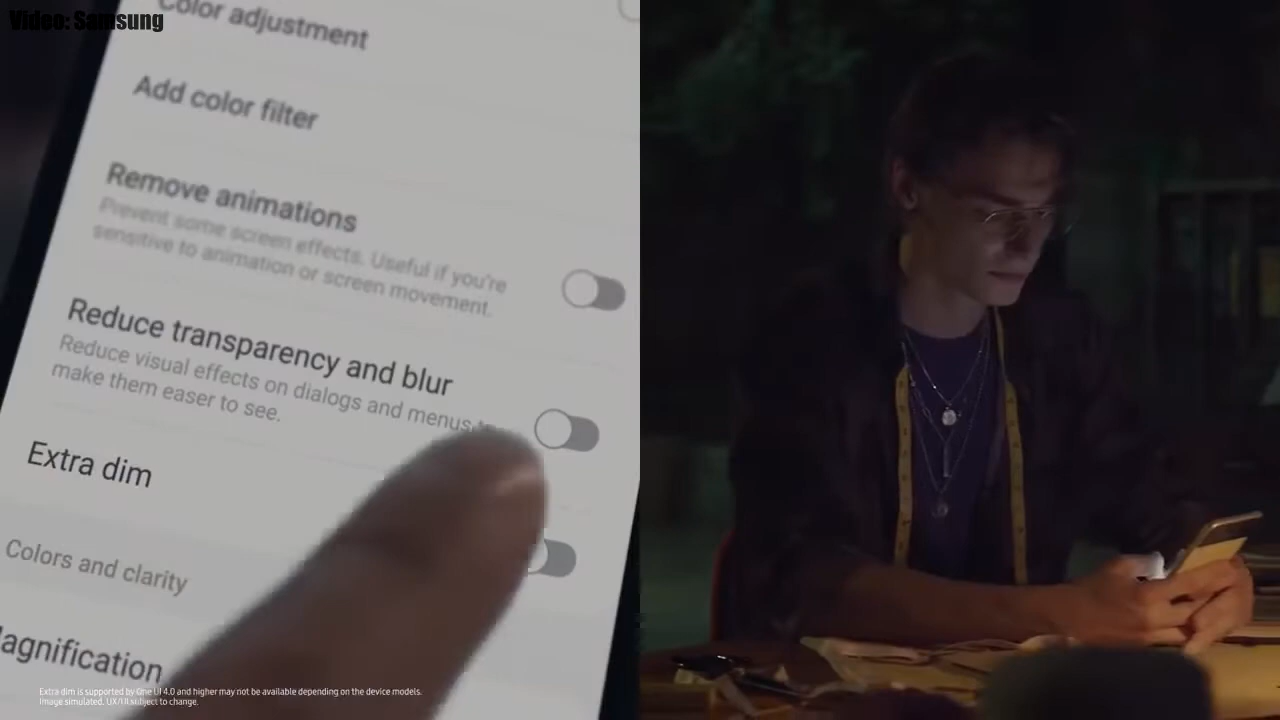 Video: Samsung
Color adjustment
Add color filter
Remove animations
Prevent some screen effects. Useful if you're
sensitive to animation or screen movement.
Reduce transparency and blur
Reduce visual effects on dialogs and menus to
make them easier to see.
Extra dim
Colors and clarity
Magnification
Extra dim is supported by One UI 4.0 and higher may not be available depending on the device models.
Image simulated. UX/UI subject to change.